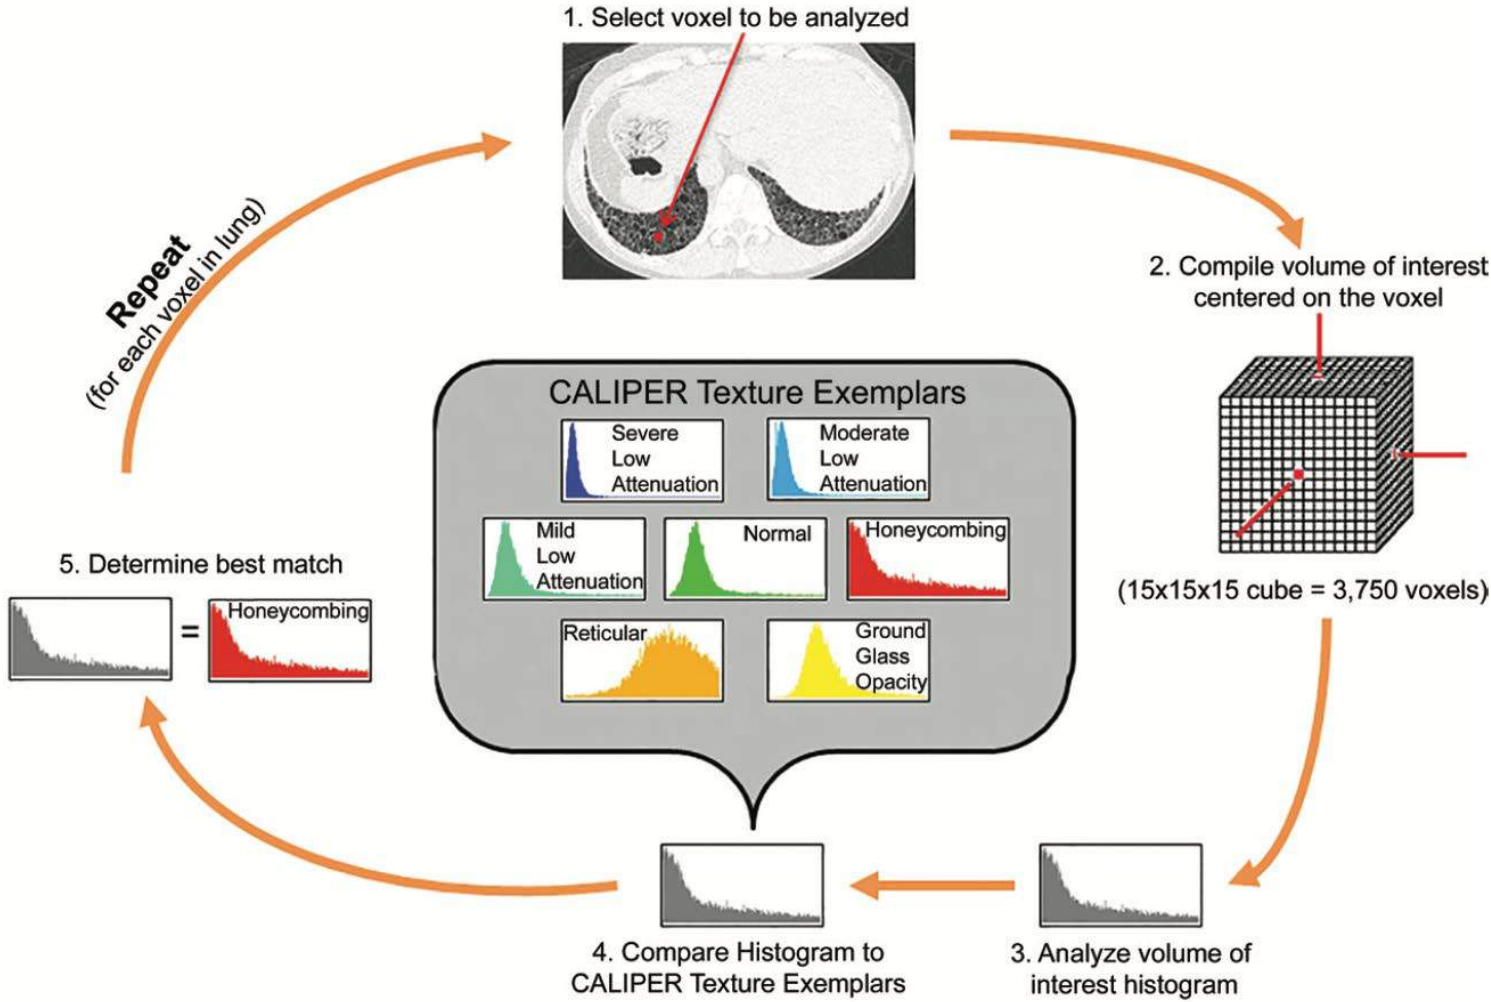 1. Select voxel to be analyzed
2. Compile volume of interest
centered on the voxel
(15x15x15 cube = 3,750 voxels)
3. Analyze volume of
interest histogram
4. Compare Histogram to
CALIPER Texture Exemplars
5. Determine best match
=
Honeycombing
Repeat
(for each voxel in lung)
CALIPER Texture Exemplars
Severe
Low
Attenuation
Moderate
Low
Attenuation
Mild
Low
Attenuation
Normal
Honeycombing
Reticular
Ground
Glass
Opacity